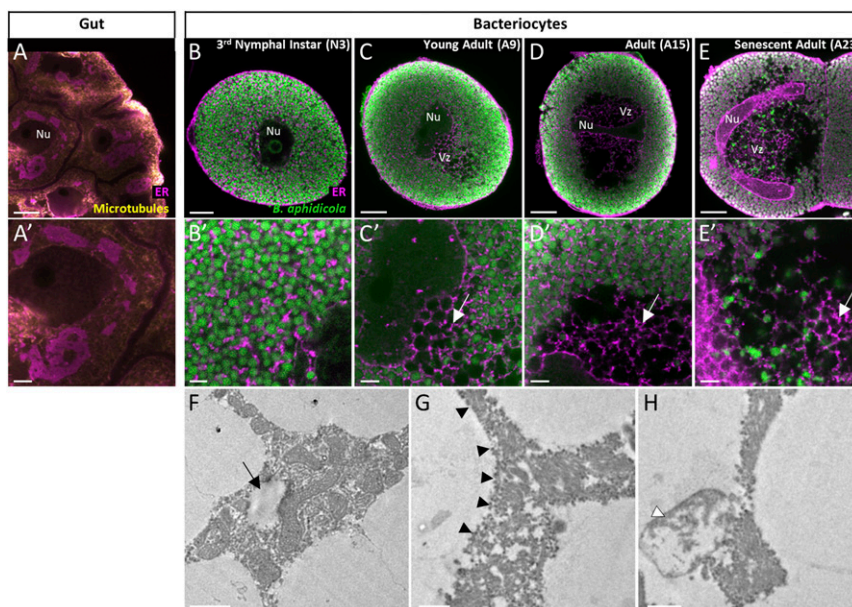 Gut
Bacteriocytes
A
Nu
ER
Microtubules
B
3rd Nymphal Instar (N3)
Nu
ER
B. aphidicola
C
Young Adult (A9)
Nu
Vz
D
Adult (A15)
Vz
Nu
E
Senescent Adult (A23
Nu
Vz
A'
B'
C'
D'
E'
F
G
H